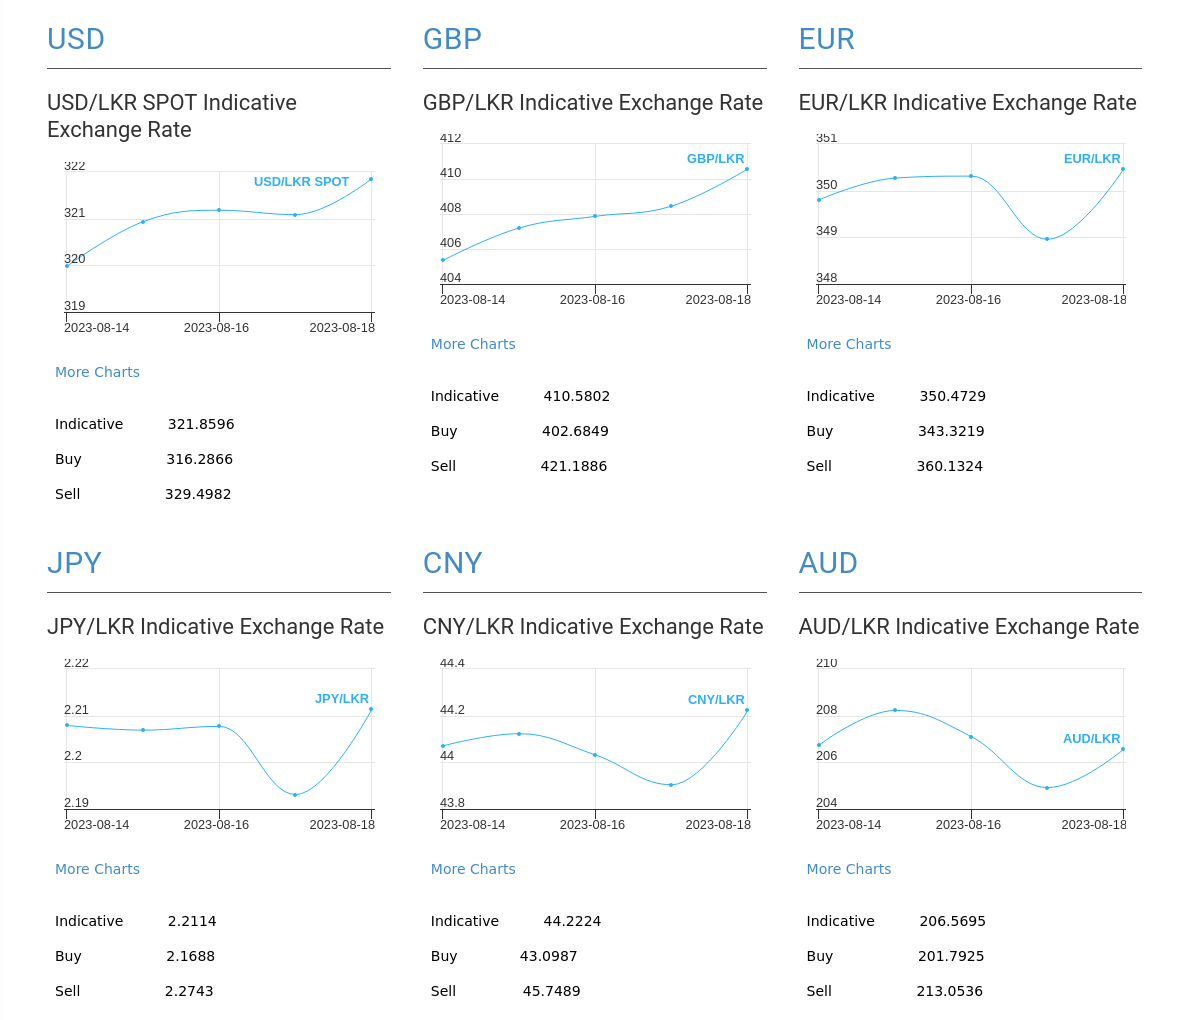 USD
USD/LKR SPOT Indicative
Exchange Rate
322
USD/LKR SPOT
321
320
319
2023-08-14 2023-08-16 2023-08-18
More Charts
Indicative 321.8596
Buy 316.2866
Sell 329.4982
GBP
GBP/LKR Indicative Exchange Rate
412
GBP/LKR
410
408
406
404
2023-08-14 2023-08-16 2023-08-18
More Charts
Indicative 410.5802
Buy 402.6849
Sell 421.1886
EUR
EUR/LKR Indicative Exchange Rate
351
EUR/LKR
350
349
348
2023-08-14 2023-08-16 2023-08-18
More Charts
Indicative 350.4729
Buy 343.3219
Sell 360.1324
JPY
JPY/LKR Indicative Exchange Rate
2.22
JPY/LKR
2.21
2.2
2.19
2023-08-14 2023-08-16 2023-08-18
More Charts
Indicative 2.2114
Buy 2.1688
Sell 2.2743
CNY
CNY/LKR Indicative Exchange Rate
44.4
CNY/LKR
44.2
44
43.8
2023-08-14 2023-08-16 2023-08-18
More Charts
Indicative 44.2224
Buy 43.0987
Sell 45.7489
AUD
AUD/LKR Indicative Exchange Rate
210
208
AUD/LKR
206
204
2023-08-14 2023-08-16 2023-08-18
More Charts
Indicative 206.5695
Buy 201.7925
Sell 213.0536